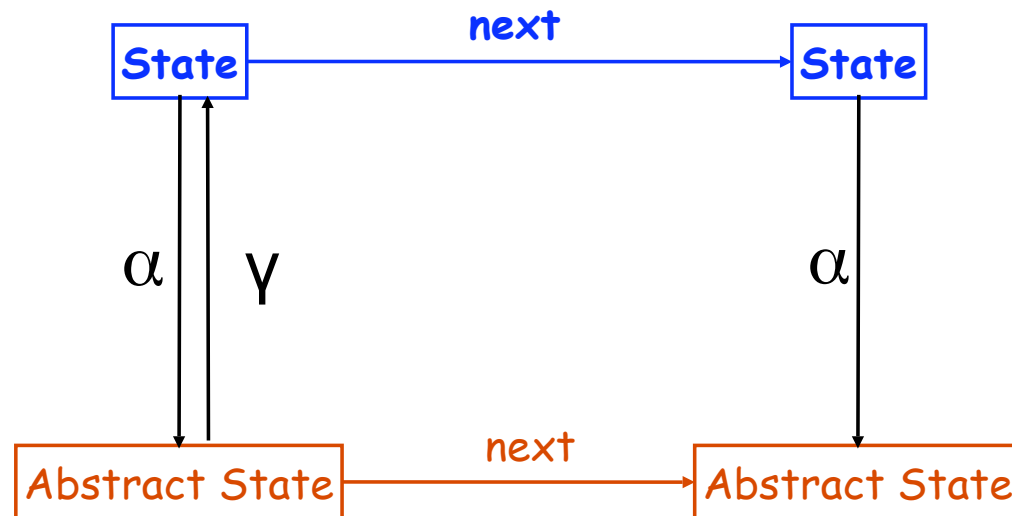 next
State
State
α
γ
α
next
Abstract State
Abstract State